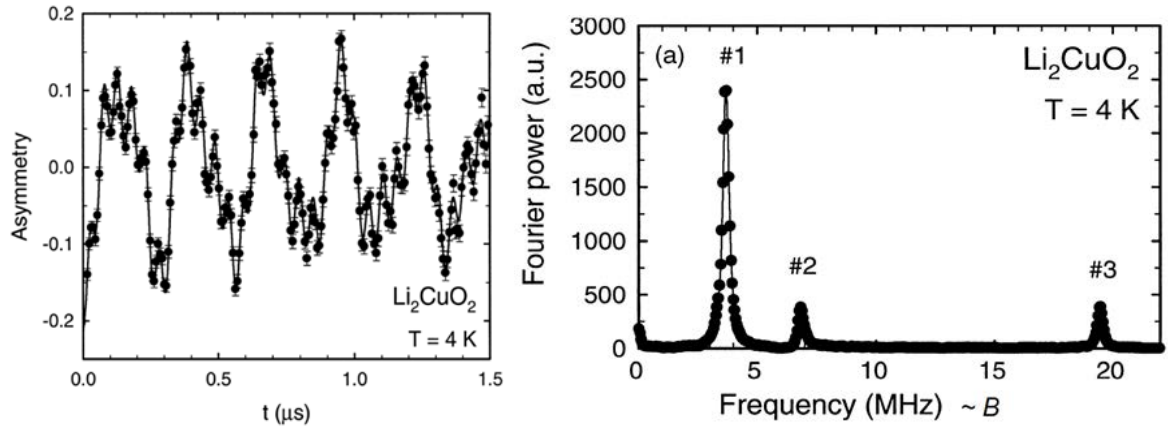 0.2
0.1
0.0
-0.1
-0.2
Asymmetry
Li₂CuO₂
T = 4 K
0.0 0.5 1.0 1.5
t (μs)
3000
2500
2000
1500
1000
500
0
Fourier power (a.u.)
(a) #1
Li₂CuO₂
T = 4 K
#2
#3
0 5 10 15 20
Frequency (MHz) ~ B